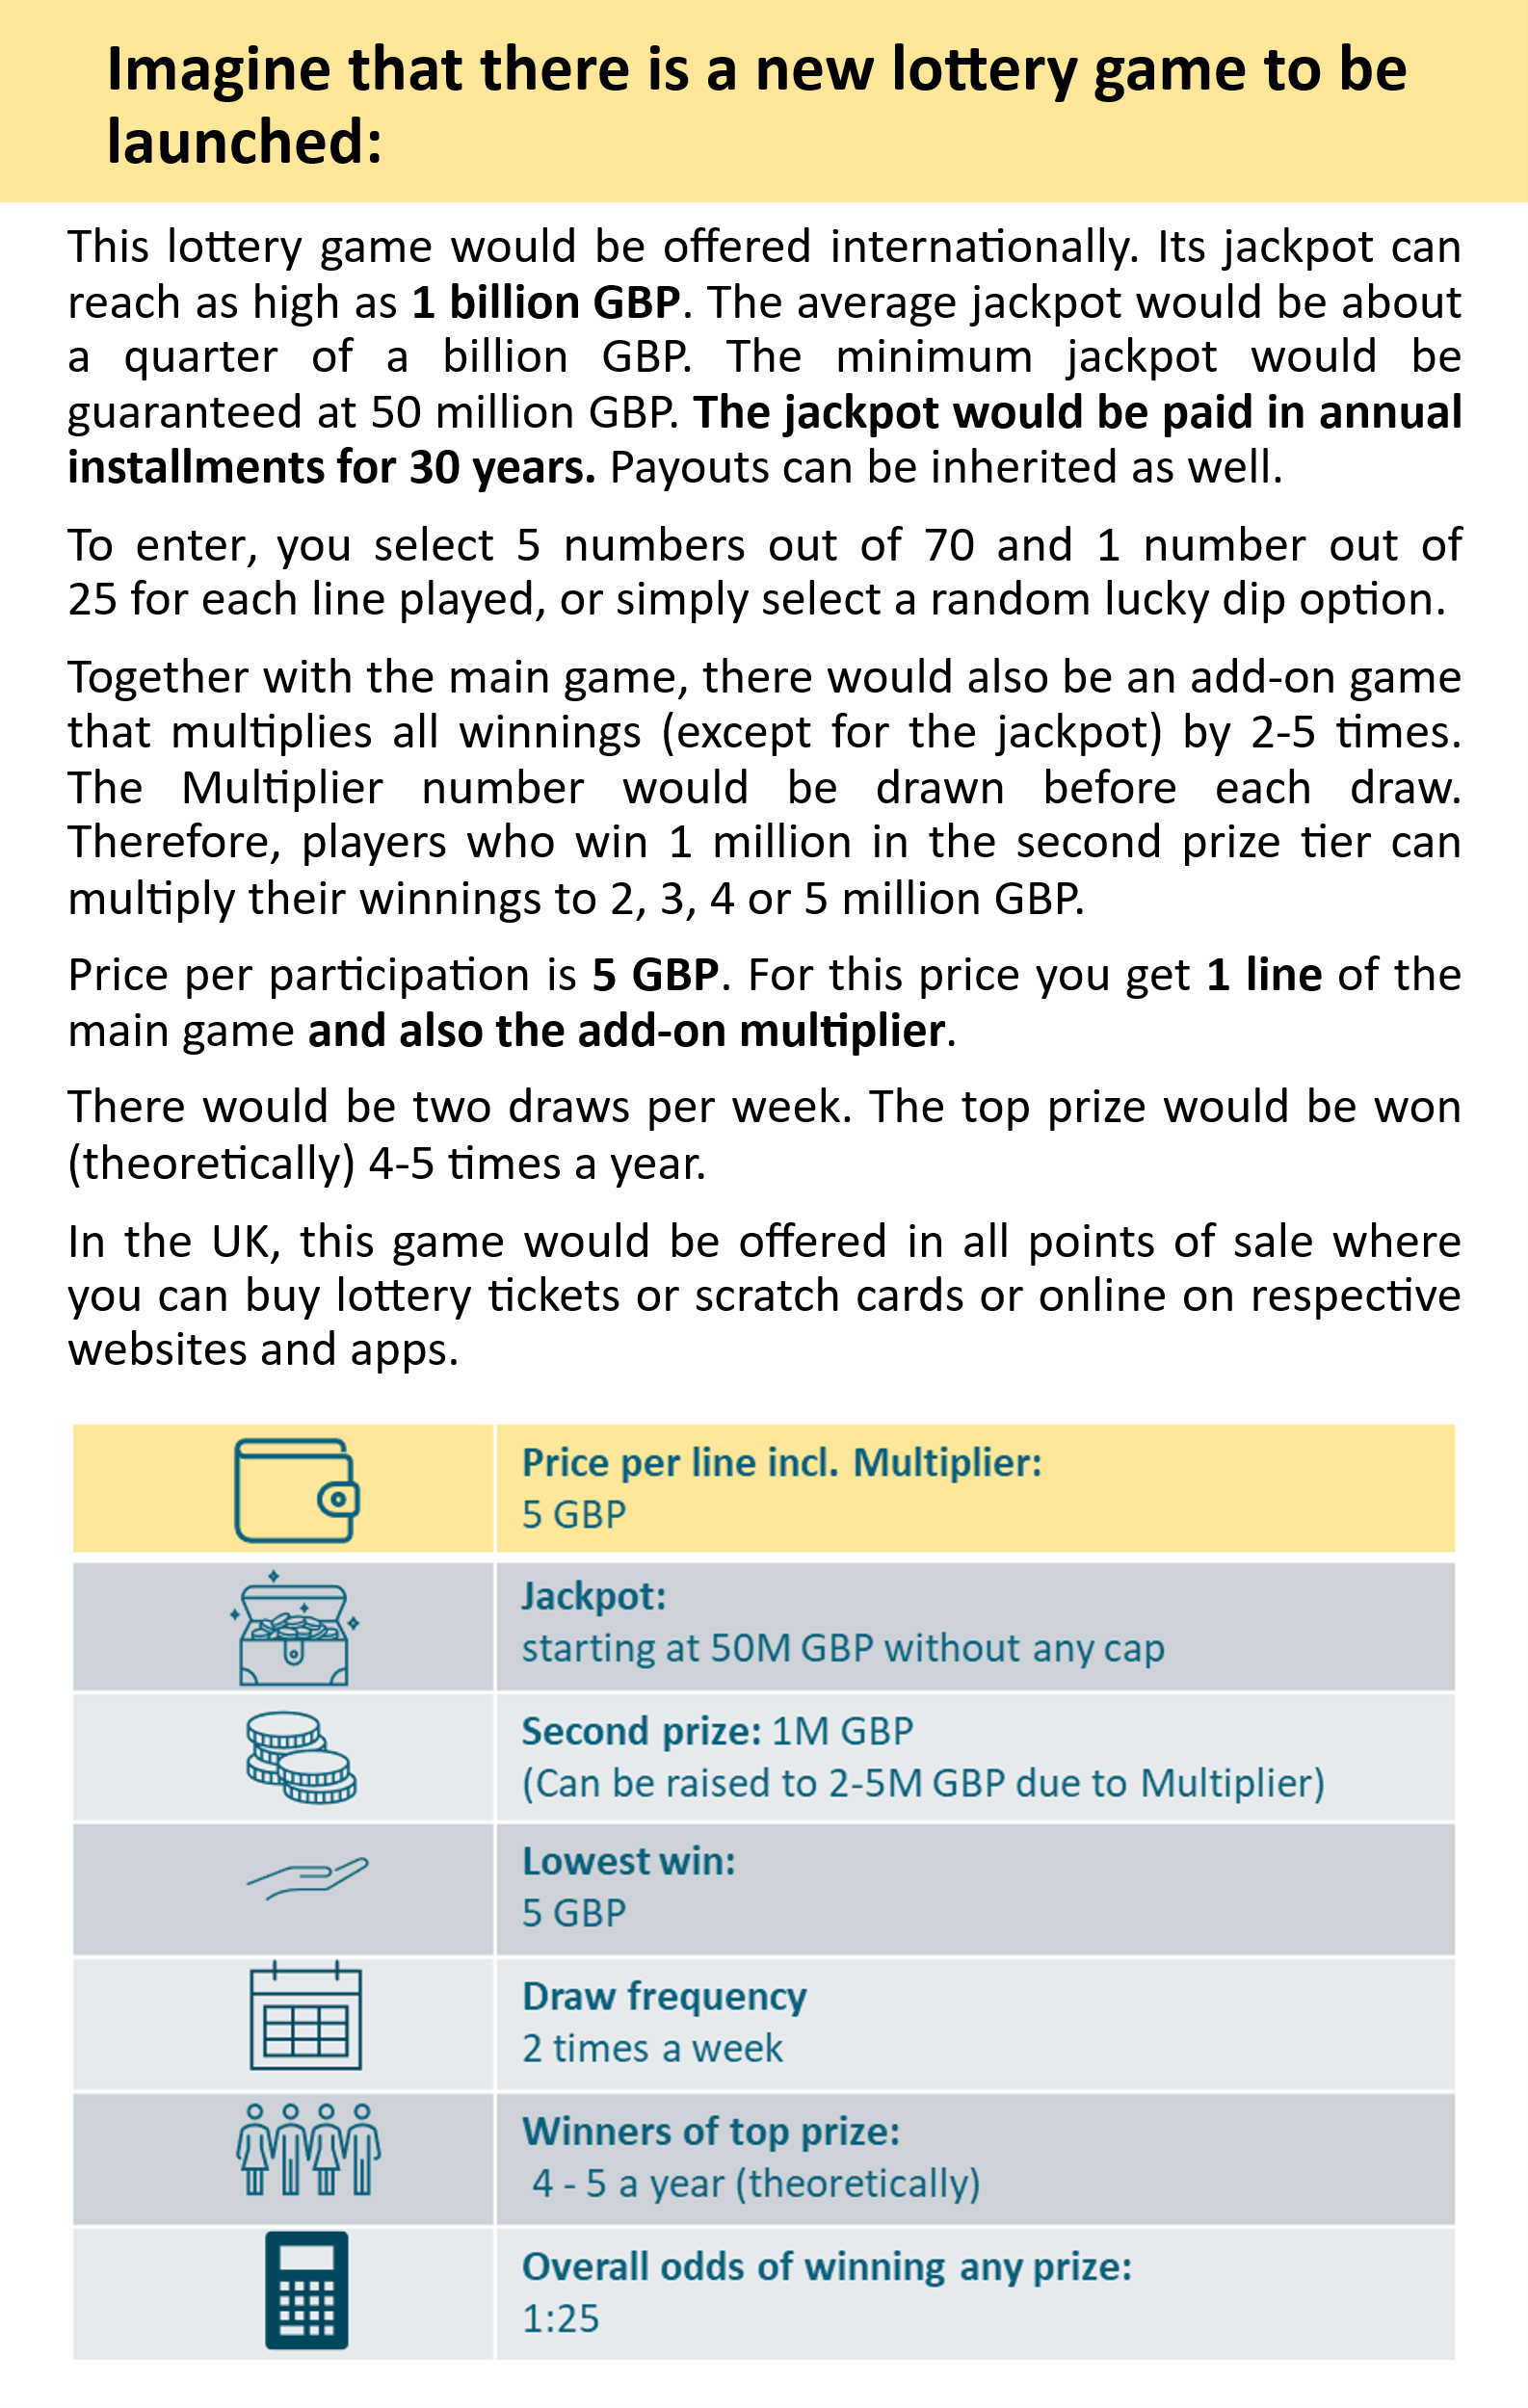 Imagine that there is a new lottery game to be
launched:
This lottery game would be offered internationally. Its jackpot can
reach as high as 1 billion GBP. The average jackpot would be about
a quarter of a billion GBP. The minimum jackpot would be
guaranteed at 50 million GBP. The jackpot would be paid in annual
installments for 30 years. Payouts can be inherited as well.
To enter, you select 5 numbers out of 70 and 1 number out of
25 for each line played, or simply select a random lucky dip option.
Together with the main game, there would also be an add-on game
that multiplies all winnings (except for the jackpot) by 2-5 times.
The Multiplier number would be drawn before each draw.
Therefore, players who win 1 million in the second prize tier can
multiply their winnings to 2, 3, 4 or 5 million GBP.
Price per participation is 5 GBP. For this price you get 1 line of the
main game and also the add-on multiplier.
There would be two draws per week. The top prize would be won
(theoretically) 4-5 times a year.
In the UK, this game would be offered in all points of sale where
you can buy lottery tickets or scratch cards or online on respective
websites and apps.
Price per line incl. Multiplier:
5 GBP
Jackpot:
starting at 50M GBP without any cap
Second prize: 1M GBP
(Can be raised to 2-5M GBP due to Multiplier)
Lowest win:
5 GBP
Draw frequency
2 times a week
Winners of top prize:
4 - 5 a year (theoretically)
Overall odds of winning any prize:
1:25